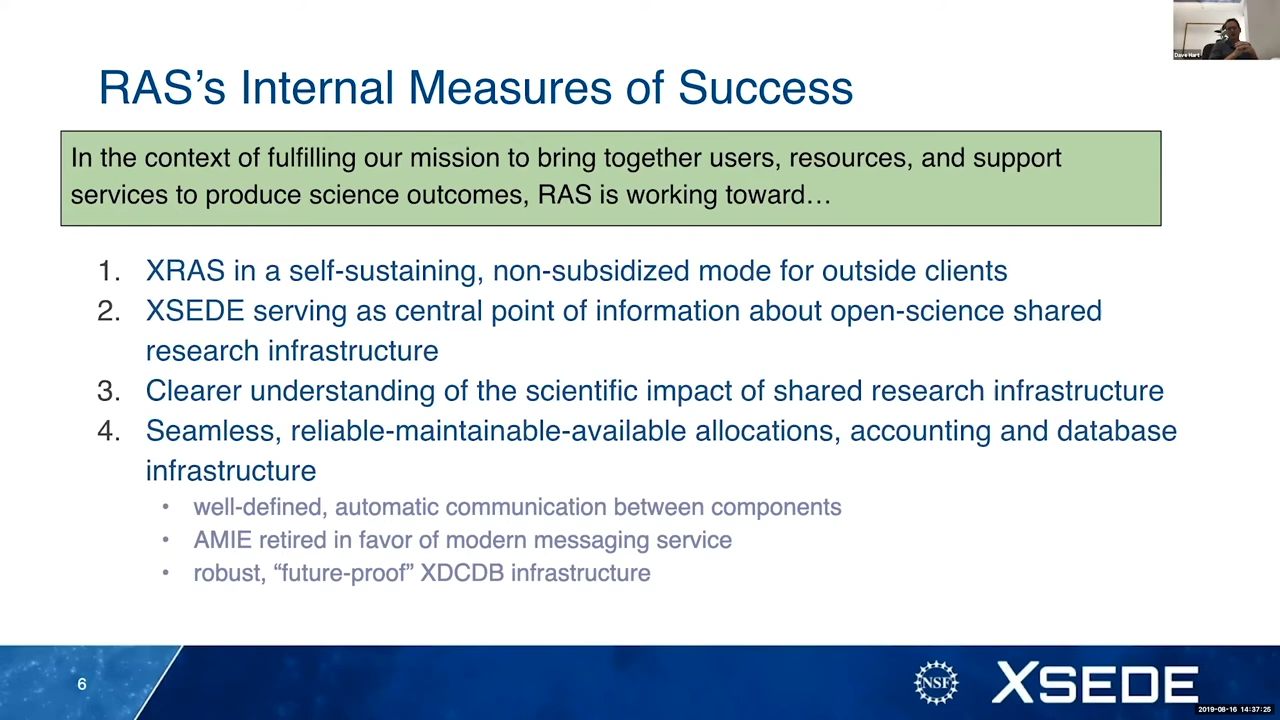 Dave Hart
RAS’s Internal Measures of Success
In the context of fulfilling our mission to bring together users, resources, and support
services to produce science outcomes, RAS is working toward…
1. XRAS in a self-sustaining, non-subsidized mode for outside clients
2. XSEDE serving as central point of information about open-science shared
research infrastructure
3. Clearer understanding of the scientific impact of shared research infrastructure
4. Seamless, reliable-maintainable-available allocations, accounting and database
infrastructure
• well-defined, automatic communication between components
• AMIE retired in favor of modern messaging service
• robust, “future-proof” XDCDB infrastructure
6
NSF
XSEDE
2019-08-16 14:37:25